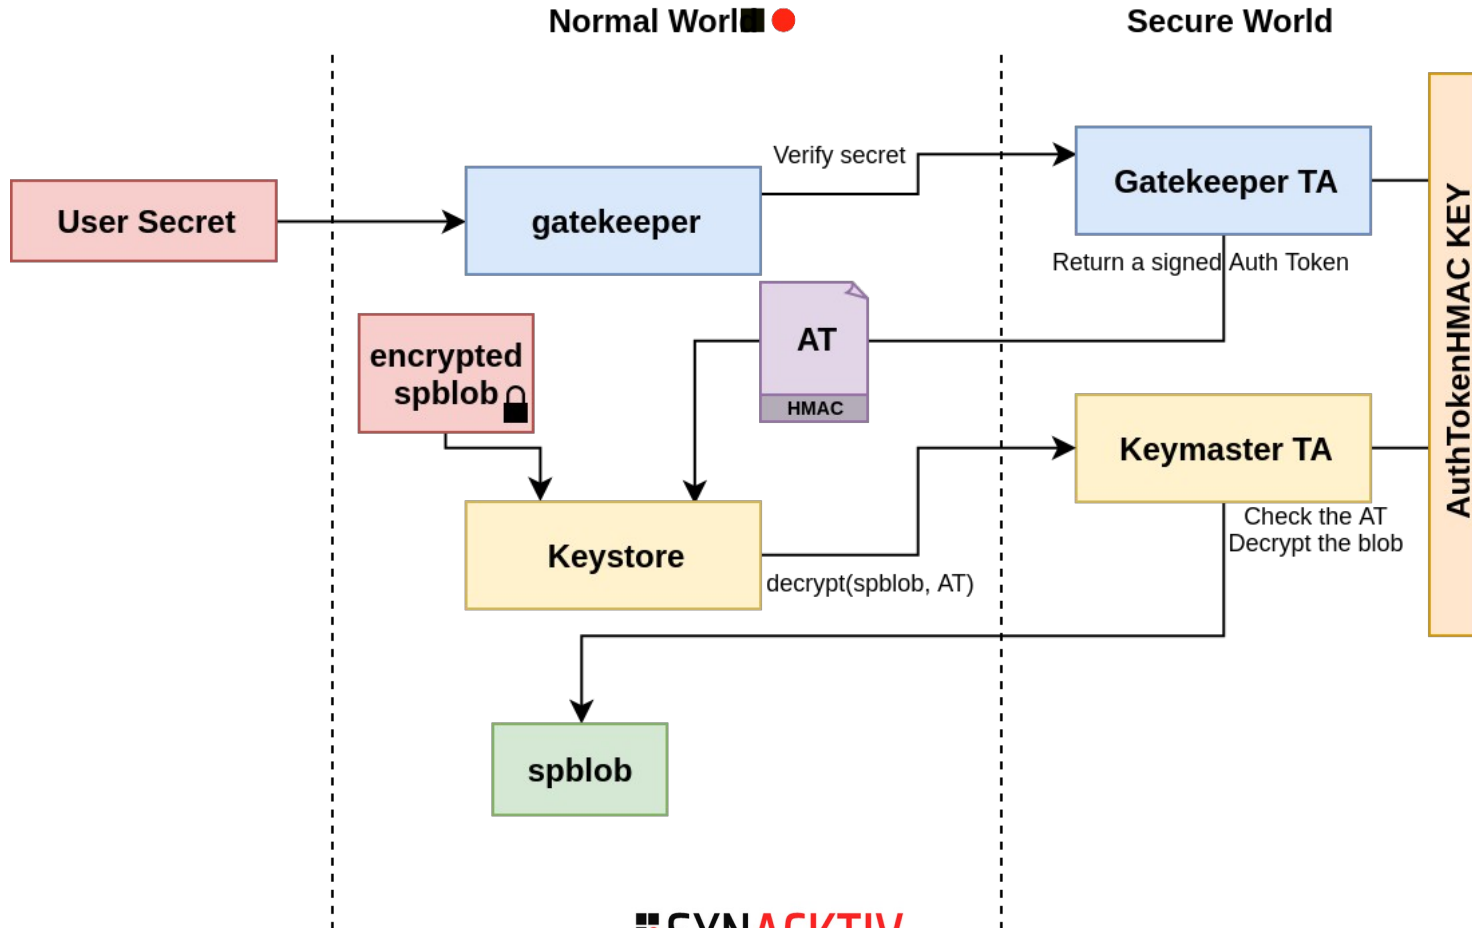 Normal World
Secure World
User Secret
gatekeeper
Verify secret
Gatekeeper TA
Return a signed Auth Token
AuthTokenHMAC KEY
encrypted
spblob
AT
HMAC
Keymaster TA
Check the AT
Decrypt the blob
Keystore
decrypt(spblob, AT)
spblob
SYNACKTIV